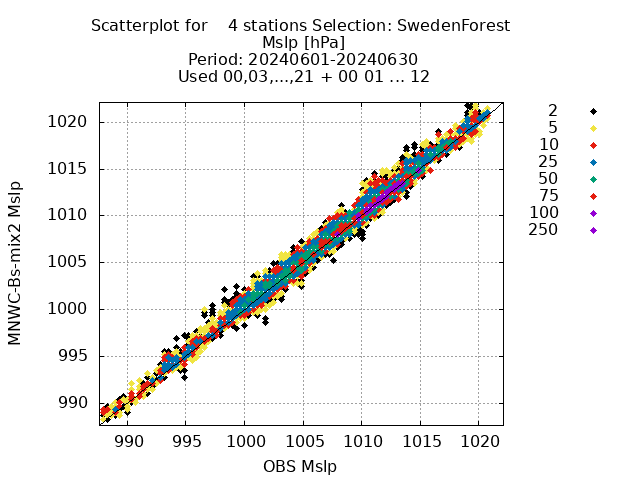 Scatterplot for    4 stations Selection: SwedenForest
Mslp [hPa]
Period: 20240601-20240630
Used 00,03,...,21 + 00 01 ... 12
2
5
10
25
50
75
100
250
MNWC-Bs-mix2 Mslp
1020
1015
1010
1005
1000
995
990
990 995 1000 1005 1010 1015 1020
OBS Mslp